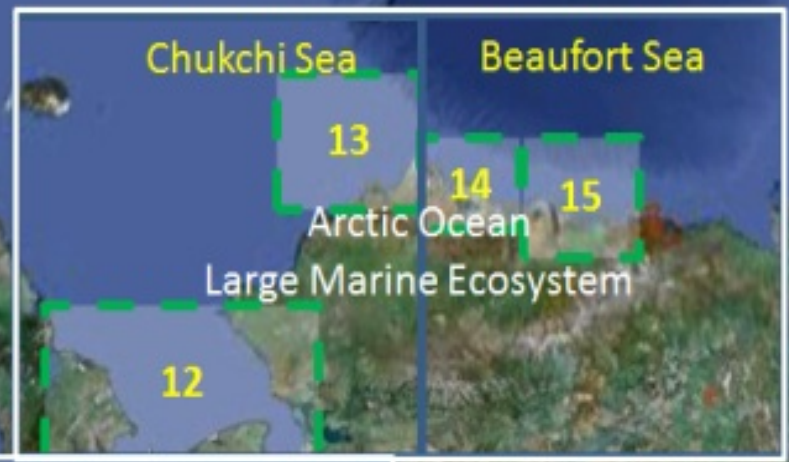 Chukchi Sea
Beaufort Sea
13
14
15
Arctic Ocean
Large Marine Ecosystem
12